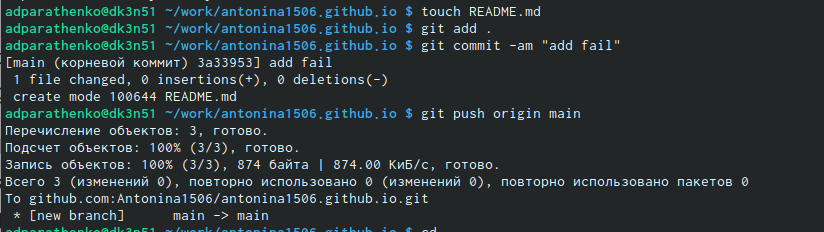 adparathenko@dk3n51 ~/work/antonina1506.github.io $ touch README.md
adparathenko@dk3n51 ~/work/antonina1506.github.io $ git add .
adparathenko@dk3n51 ~/work/antonina1506.github.io $ git commit -am "add fail"
[main (корневой коммит) 3a33953] add fail
 1 file changed, 0 insertions(+), 0 deletions(-)
 create mode 100644 README.md
adparathenko@dk3n51 ~/work/antonina1506.github.io $ git push origin main
Перечисление объектов: 3, готово.
Подсчет объектов: 100% (3/3), готово.
Запись объектов: 100% (3/3), 874 байта | 874.00 КиБ/с, готово.
Всего 3 (изменений 0), повторно использовано 0 (изменений 0), повторно использовано пакетов 0
To github.com:Antonina1506/antonina1506.github.io.git
 * [new branch]      main -> main
adparathenko@dk3n51 ~/work/antonina1506.github.io $ cd